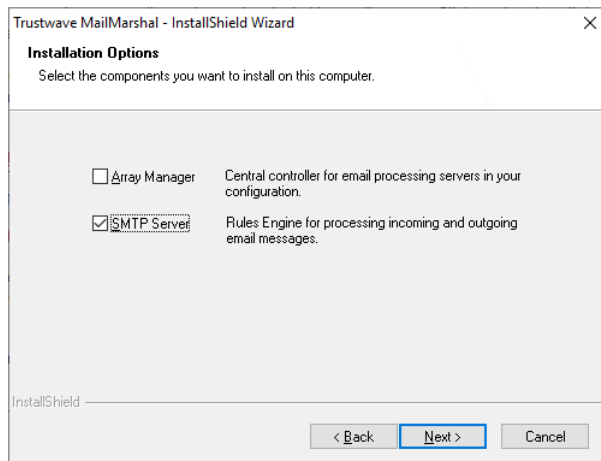 Trustwave MailMarshal - InstallShield Wizard
Installation Options
Select the components you want to install on this computer.
Array Manager
Central controller for email processing servers in your
configuration.
SMTP Server
Rules Engine for processing incoming and outgoing
email messages.
InstallShield
< Back
Next >
Cancel